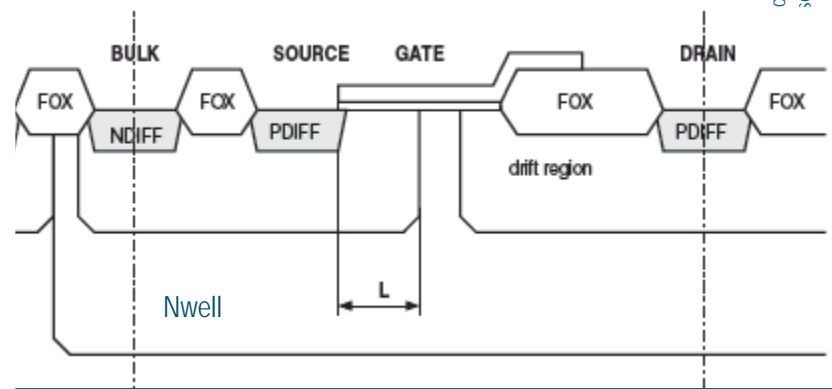 BULK SOURCE GATE DRAIN
FOX FOX FOX FOX
NDIFF PDIFF PDIFF
drift region
L
Nwell